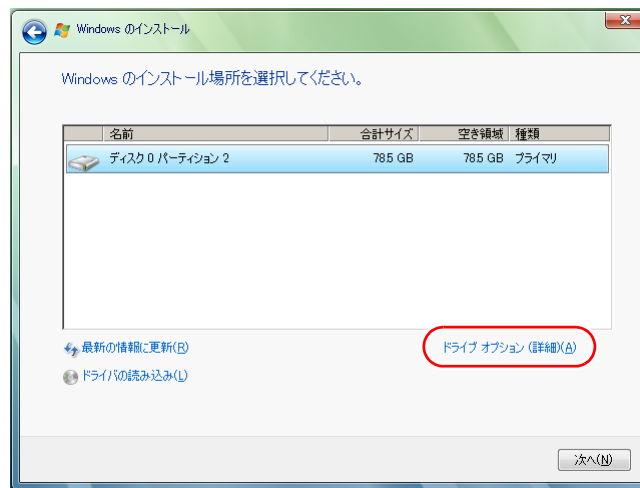 Windows のインストール
Windows のインストール場所を選択してください。
名前 合計サイズ 空き領域 種類
ディスク 0 パーティション 2 78.5 GB 78.5 GB プライマリ
最新の情報に更新(R) ドライブ オプション (詳細)(A)
ドライバの読み込み(L)
次へ(N)